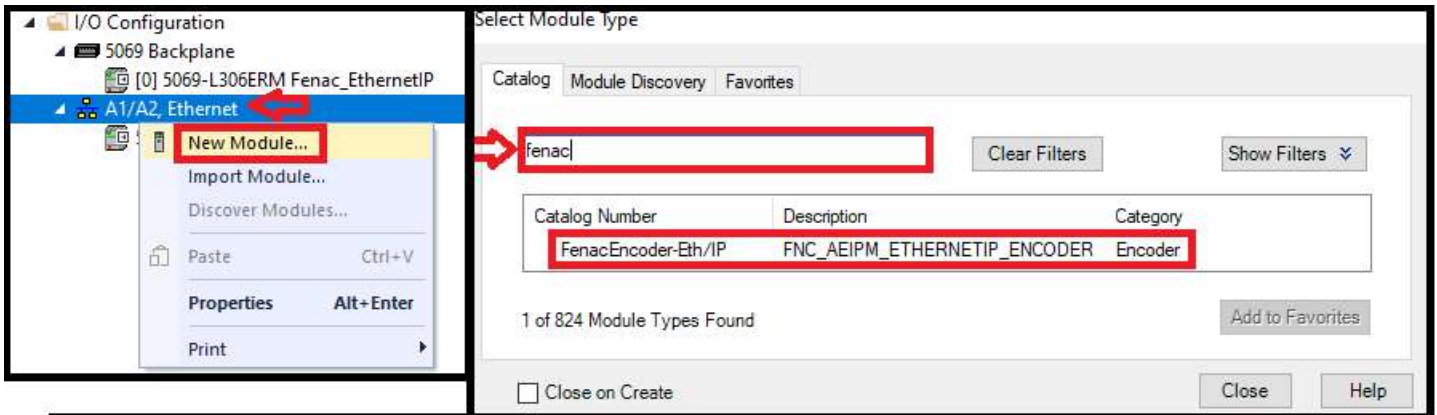 I/O Configuration
5069 Backplane
[0] 5069-L306ERM Fenac_EthernetIP
A1/A2, Ethernet
New Module...
Import Module...
Discover Modules...
Paste Ctrl+V
Properties Alt+Enter
Print
Select Module Type
Catalog Module Discovery Favorites
fenac
Clear Filters Show Filters
Catalog Number Description Category
FenacEncoder-Eth/IP FNC_AEIPM_ETHERNETIP_ENCODER Encoder
1 of 824 Module Types Found
Add to Favorites
Close on Create Close Help